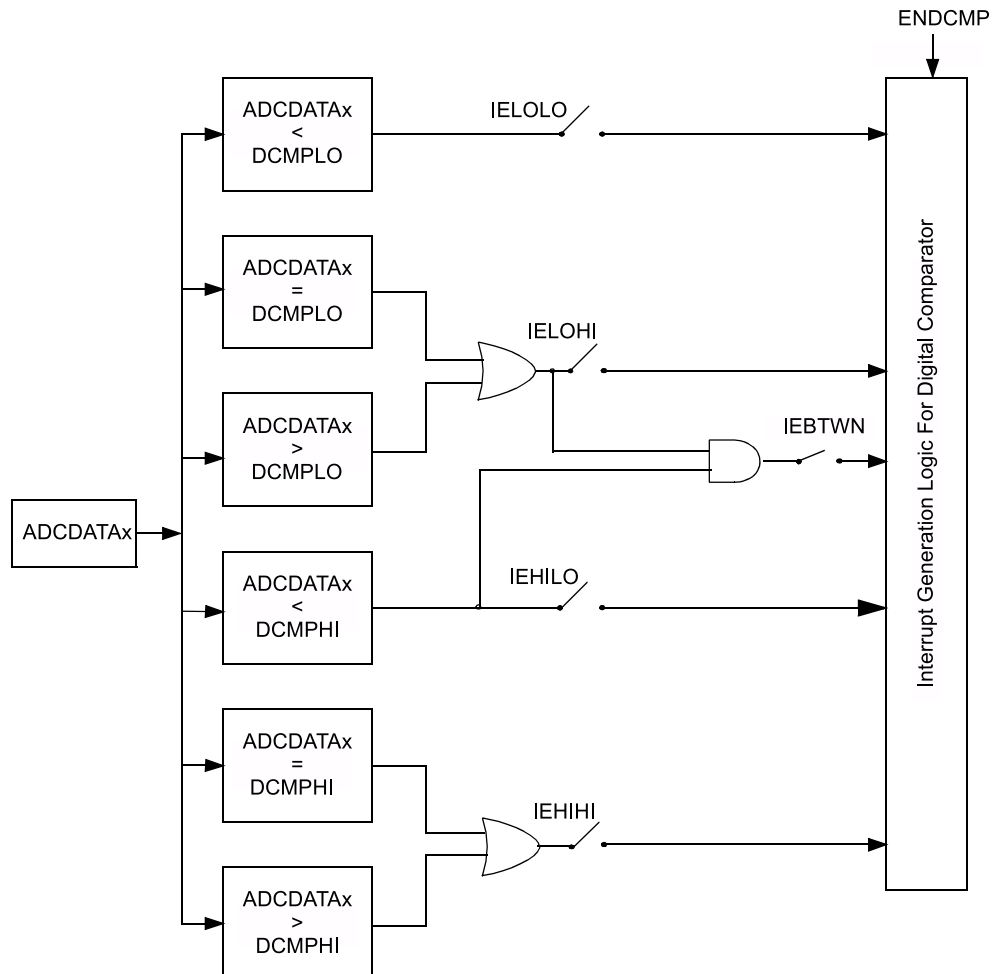 ENDCMP
ADCDATAx
<
DCMPLO
IELOLO
ADCDATAx
=
DCMPLO
IELOHI
ADCDATAx
>
DCMPLO
IEBTWN
ADCDATAx
ADCDATAx
<
DCMPHI
IEHILO
ADCDATAx
=
DCMPHI
IEHIHI
ADCDATAx
>
DCMPHI
Interrupt Generation Logic For Digital Comparator